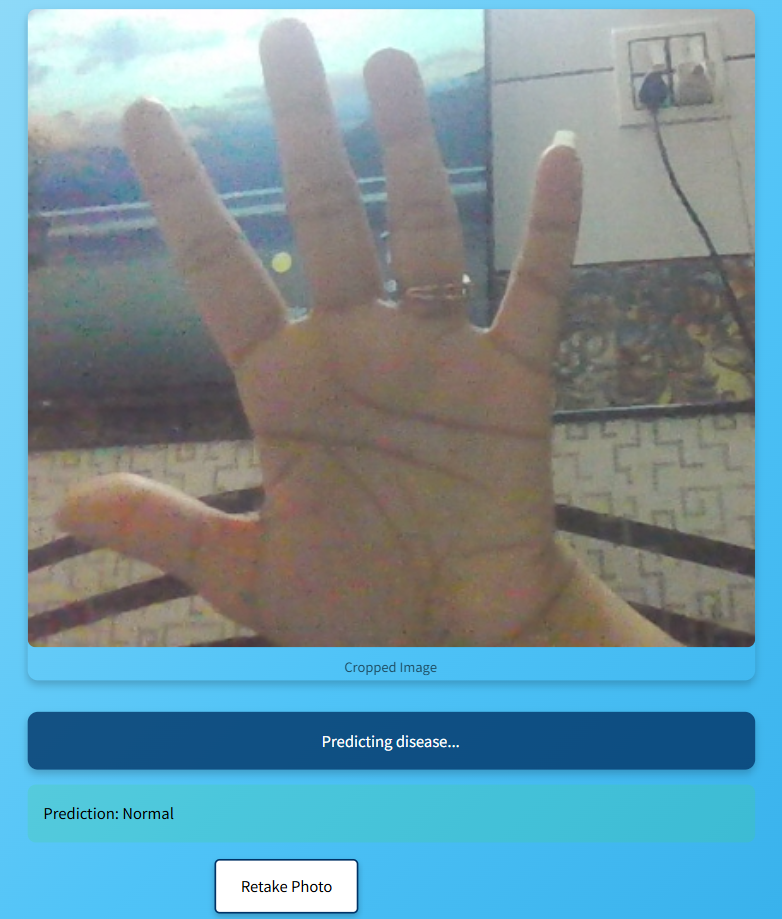 Cropped Image
Predicting disease...
Prediction: Normal
Retake Photo